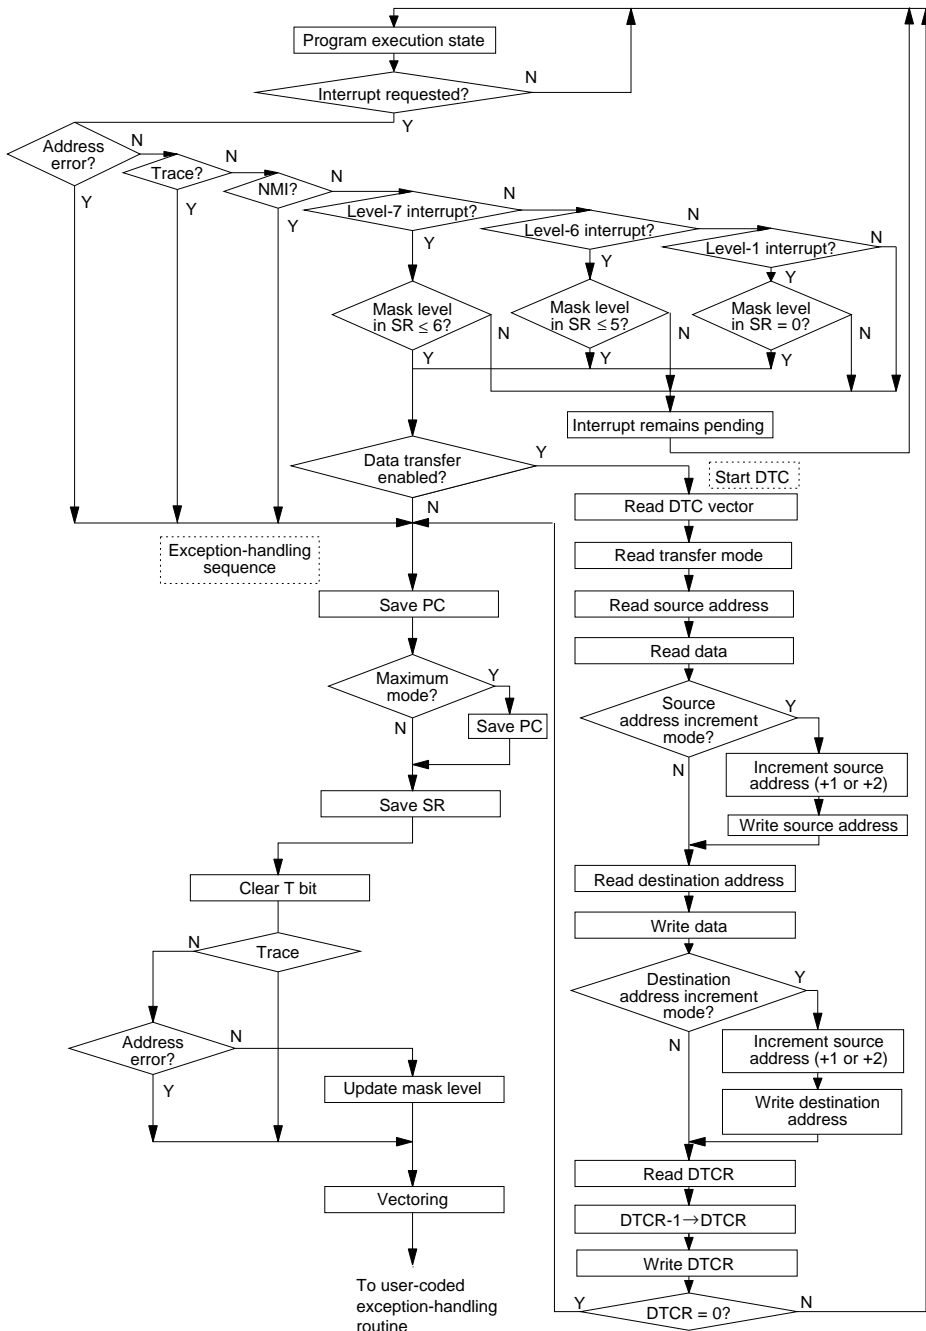 Program execution state
N
Interrupt requested?
Y
Address
error?
N
Y
Trace?
N
Y
NMI?
N
Y
Level-7 interrupt?
N
Y
Level-6 interrupt?
N
Y
Level-1 interrupt?
N
Y
Mask level
in SR ≤ 6?
N
Y
Mask level
in SR ≤ 5?
N
Y
Mask level
in SR = 0?
N
Y
Interrupt remains pending
Data transfer
enabled?
Y
N
Start DTC
Read DTC vector
Exception-handling
sequence
Read transfer mode
Save PC
Read source address
Read data
Maximum
mode?
Y
N
Save PC
Source
address increment
mode?
Y
N
Increment source
address (+1 or +2)
Write source address
Save SR
Clear T bit
Read destination address
Write data
Trace
N
Destination
address increment
mode?
Y
N
Address
error?
N
Y
Increment source
address (+1 or +2)
Update mask level
Write destination
address
Read DTCR
Vectoring
DTCR-1→DTCR
Write DTCR
To user-coded
exception-handling
routine
Y
DTCR = 0?
N